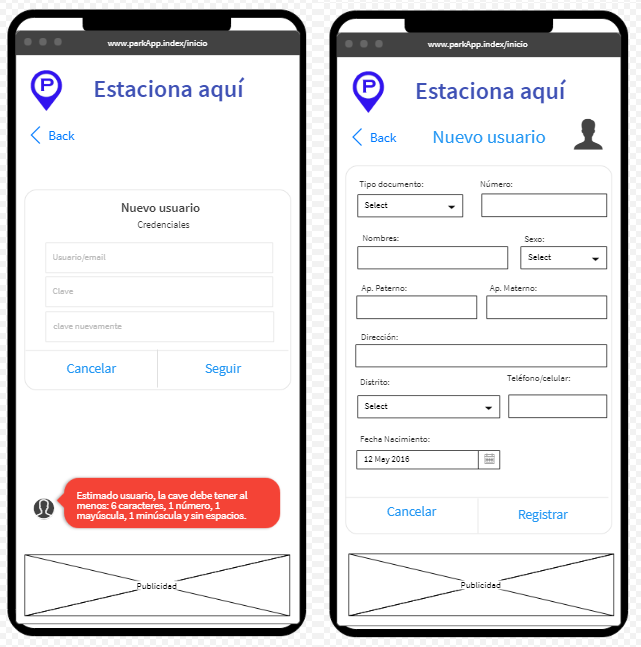 www.parkApp.index/inicio
P
Estaciona aquí
Back
Nuevo usuario
Credenciales
Usuario/email
Clave
clave nuevamente
Cancelar
Seguir
Estimado usuario, la cave debe tener al
menos: 6 caracteres, 1 número, 1
mayúscula, 1 minúscula y sin espacios.
Publicidad
www.parkApp.index/inicio
P
Estaciona aquí
Back
Nuevo usuario
Tipo documento:
Número:
Select
Nombres:
Sexo:
Select
Ap. Paterno:
Ap. Materno:
Dirección:
Distrito:
Teléfono/celular:
Select
Fecha Nacimiento:
12 May 2016
Cancelar
Registrar
Publicidad